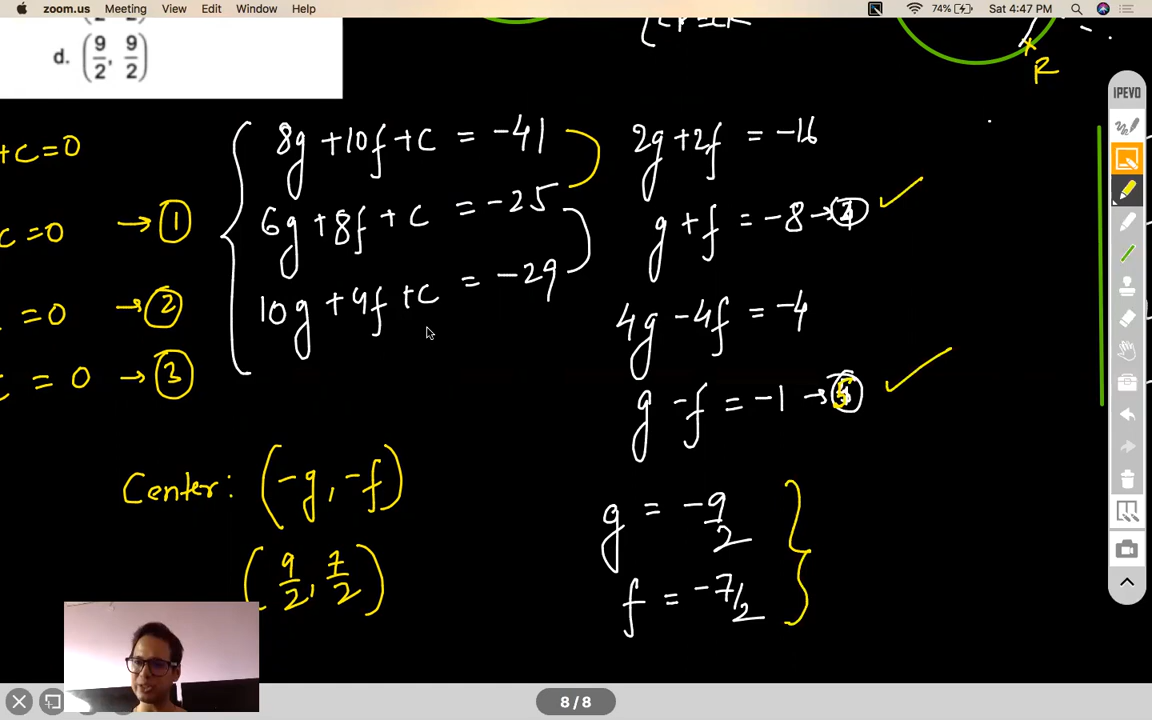 zoom.us Meeting View Edit Window Help 74% Sat 4:47 PM
d. (9/2, 9/2)
R
IPEVO
+c=0
c=0 → ①
=0 → ②
c = 0 → ③
8g +10f +c = -41
6g +8f +c = -25
10g +4f +c = -29
2g +2f = -16
g +f = -8 → ④
4g -4f = -4
g -f = -1 → ⑤
Center: (-g, -f)
(9/2, 7/2)
g = -9/2
f = -7/2
8 / 8